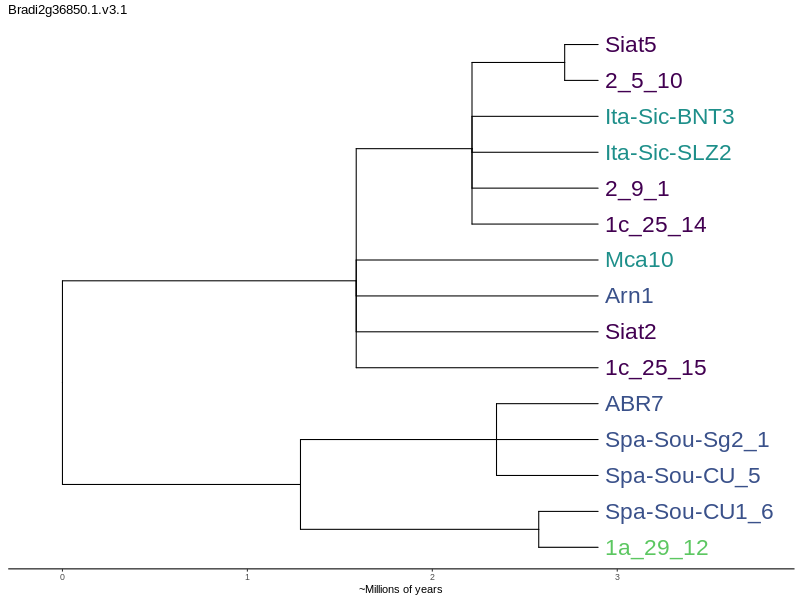 Bradi2g36850.1.v3.1
Siat5
2_5_10
Ita-Sic-BNT3
Ita-Sic-SLZ2
2_9_1
1c_25_14
Mca10
Arn1
Siat2
1c_25_15
ABR7
Spa-Sou-Sg2_1
Spa-Sou-CU_5
Spa-Sou-CU1_6
1a_29_12
0 1 2 3
~Millions of years